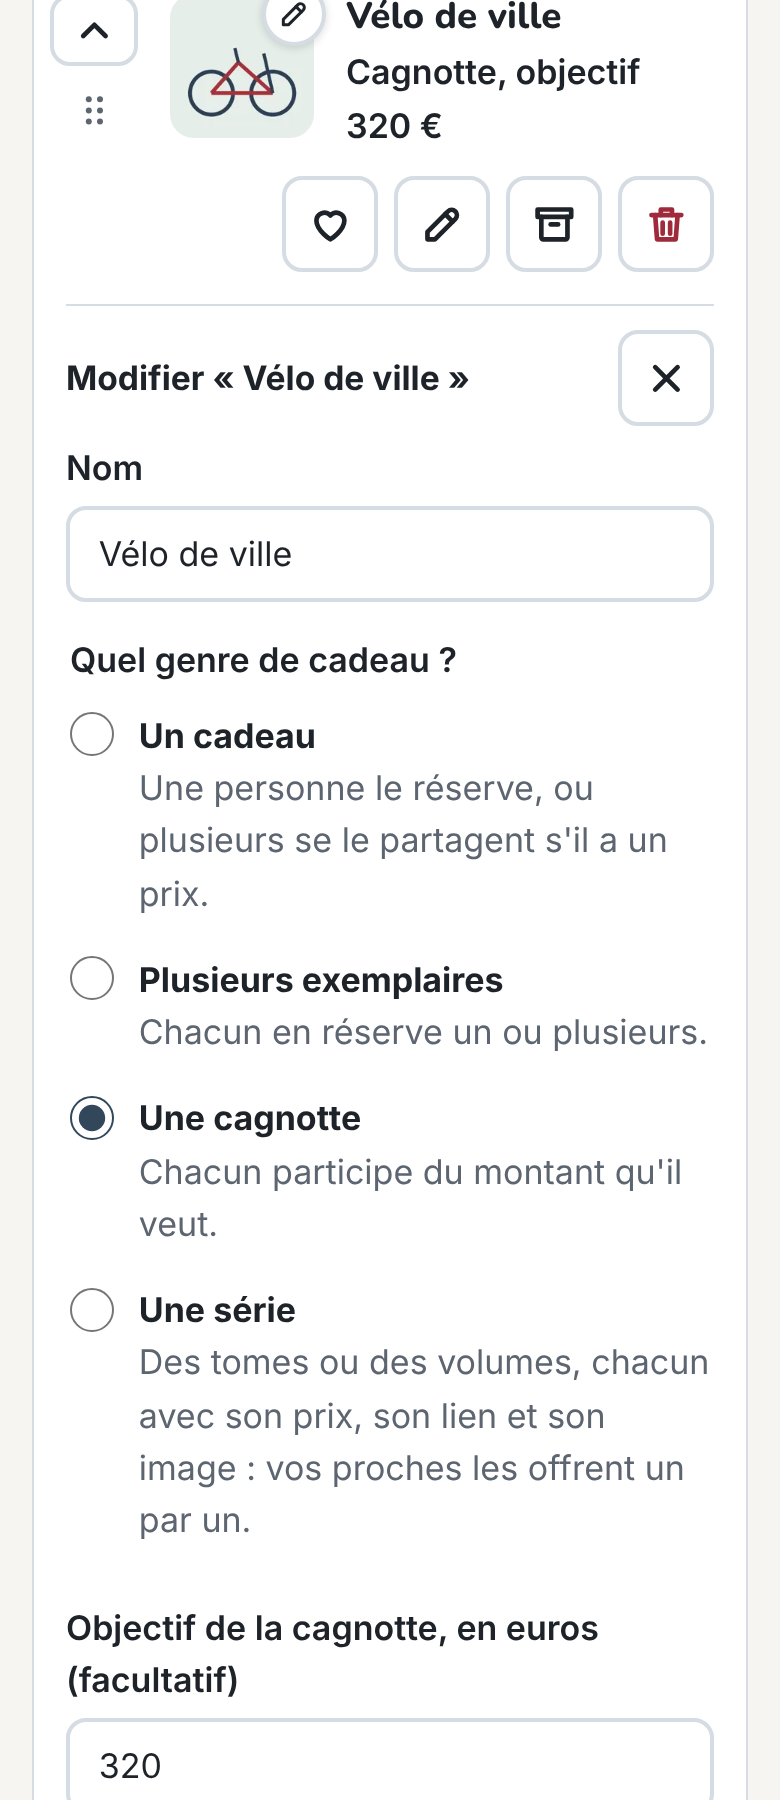 Vélo de ville
Cagnotte, objectif
320 €
Modifier « Vélo de ville »
Nom
Vélo de ville
Quel genre de cadeau ?
Un cadeau
Une personne le réserve, ou
plusieurs se le partagent s'il a un
prix.
Plusieurs exemplaires
Chacun en réserve un ou plusieurs.
Une cagnotte
Chacun participe du montant qu'il
veut.
Une série
Des tomes ou des volumes, chacun
avec son prix, son lien et son
image : vos proches les offrent un
par un.
Objectif de la cagnotte, en euros
(facultatif)
320